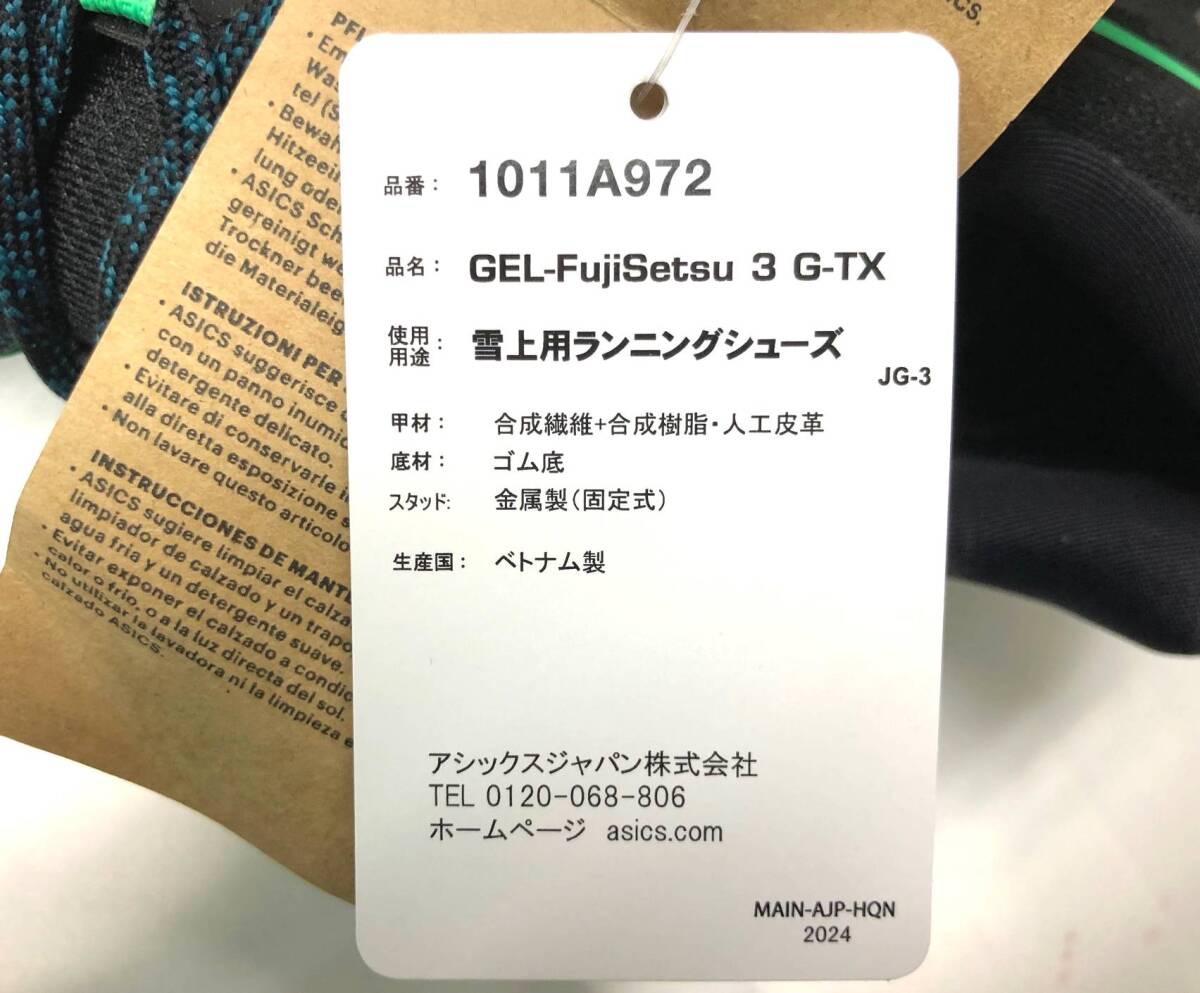 品番： 1011A972
品名： GEL-FujiSetsu 3 G-TX
使用用途： 雪上用ランニングシューズ
JG-3
甲材： 合成繊維+合成樹脂・人工皮革
底材： ゴム底
スタッド: 金属製(固定式)
生産国： ベトナム製
アシックスジャパン株式会社
TEL 0120-068-806
ホームページ asics.com
MAIN-AJP-HQN
2024
tel
• Bewah
Hitzeei
lung ode
• ASICS Sch
gereinigt we
Trockner bee
die Materialeig
ISTRUZIONI PER
• ASICS suggerisce
con un panno inumid
detergente delicato.
• Evitare di conservarle i
alla diretta esposizione s
• Non lavare questo articolo
INSTRUCCIONES DE MANT
• ASICS sugiere limpiar el calza
limpiador de calzado y un trapo
agua fría y un detergente suave.
• Evitar exponer el calzado a condic
calor o frío, o a la luz directa del sol.
• No utilizar la lavadora ni la limpieza e
calzado ASICS.